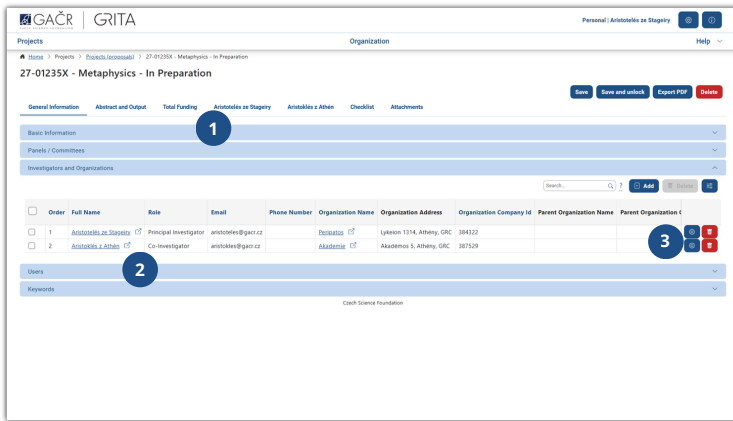 GAČR GRITA
CZECH SCIENCE FOUNDATION
Personal | Aristotelés ze Stageiry
Projects Organization Help
Home > Projects > Projects (proposals) > 27-01235X - Metaphysics - In Preparation
27-01235X - Metaphysics - In Preparation
Save Save and unlock Export PDF Delete
General Information Abstract and Output Total Funding Aristotelés ze Stageiry Aristoklés z Athén Checklist Attachments
1
Basic Information
Panels / Committees
Investigators and Organizations
Search... ? Add Delete
Order Full Name Role Email Phone Number Organization Name Organization Address Organization Company Id Parent Organization Name Parent Organization
1 Aristotelés ze Stageiry Principal Investigator aristoteles@gacr.cz Peripatos Lykeion 1314, Athény, GRC 384322
2 Aristoklés z Athén Co-Investigator aristokles@gacr.cz Akademie Akadémos 5, Athény, GRC 387529
3
2
Users
Keywords
Czech Science Foundation